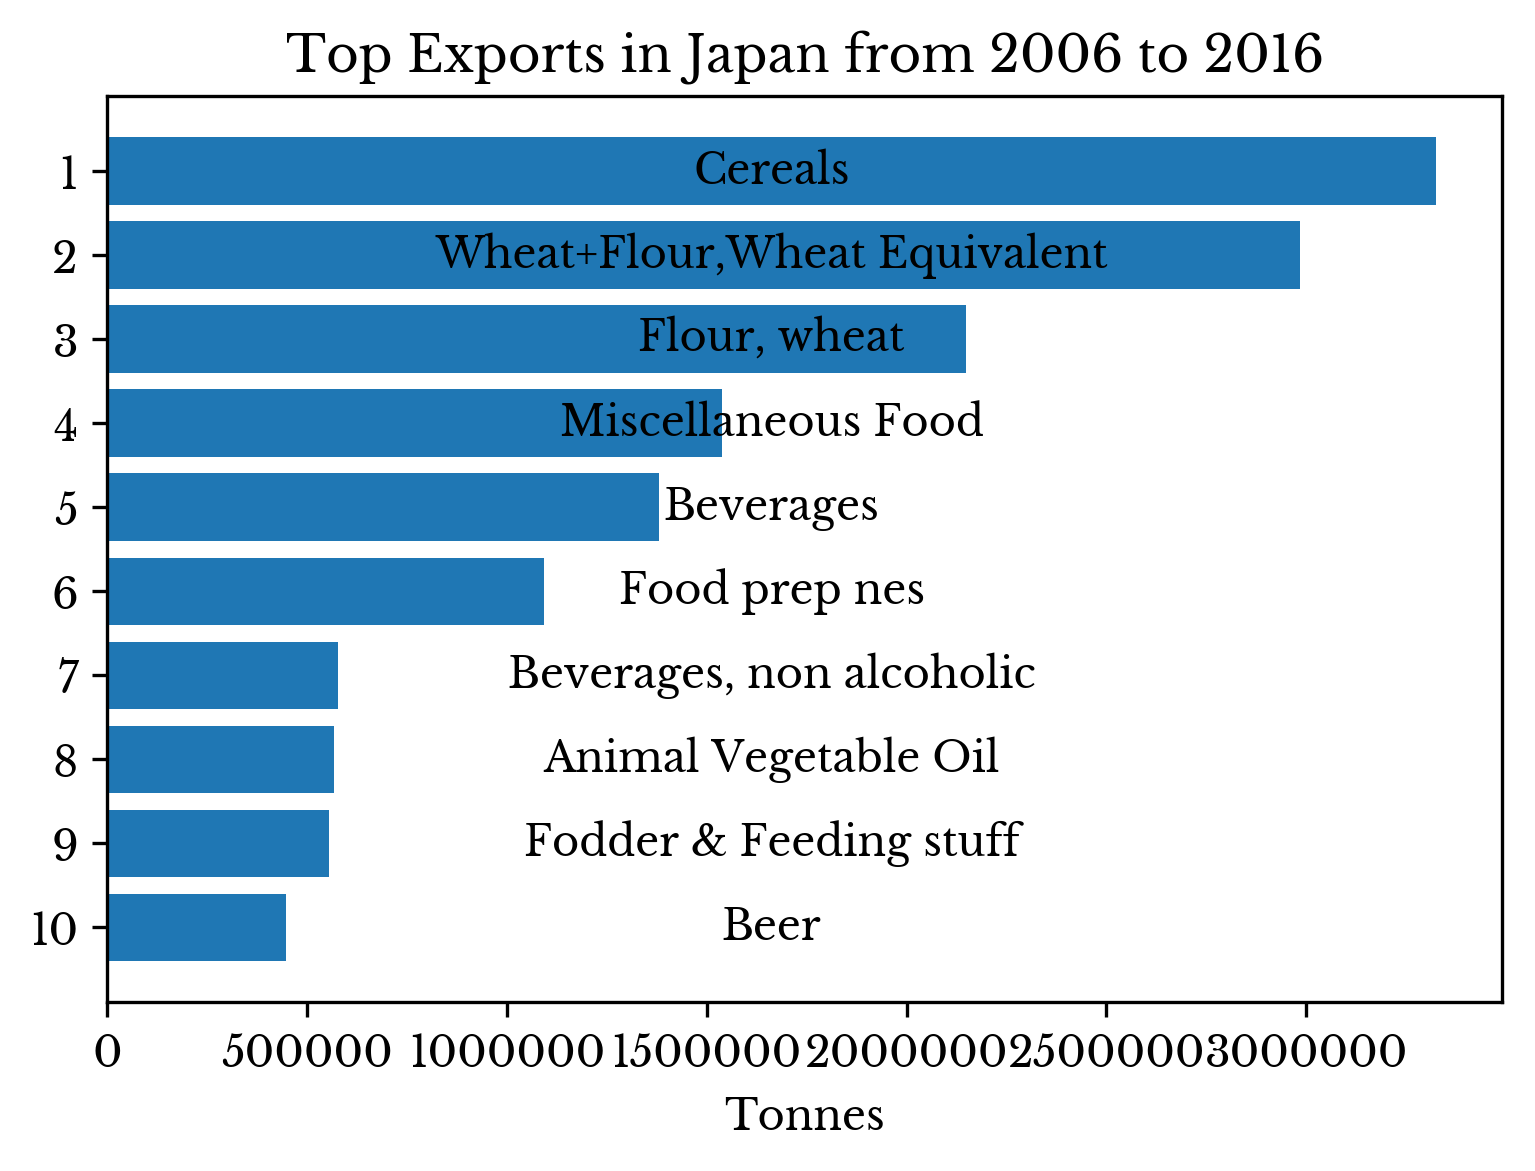 Top Exports in Japan from 2006 to 2016
1 Cereals
2 Wheat+Flour,Wheat Equivalent
3 Flour, wheat
4 Miscellaneous Food
5 Beverages
6 Food prep nes
7 Beverages, non alcoholic
8 Animal Vegetable Oil
9 Fodder & Feeding stuff
10 Beer
0 500000 1000000 1500000 2000000 2500000 3000000
Tonnes